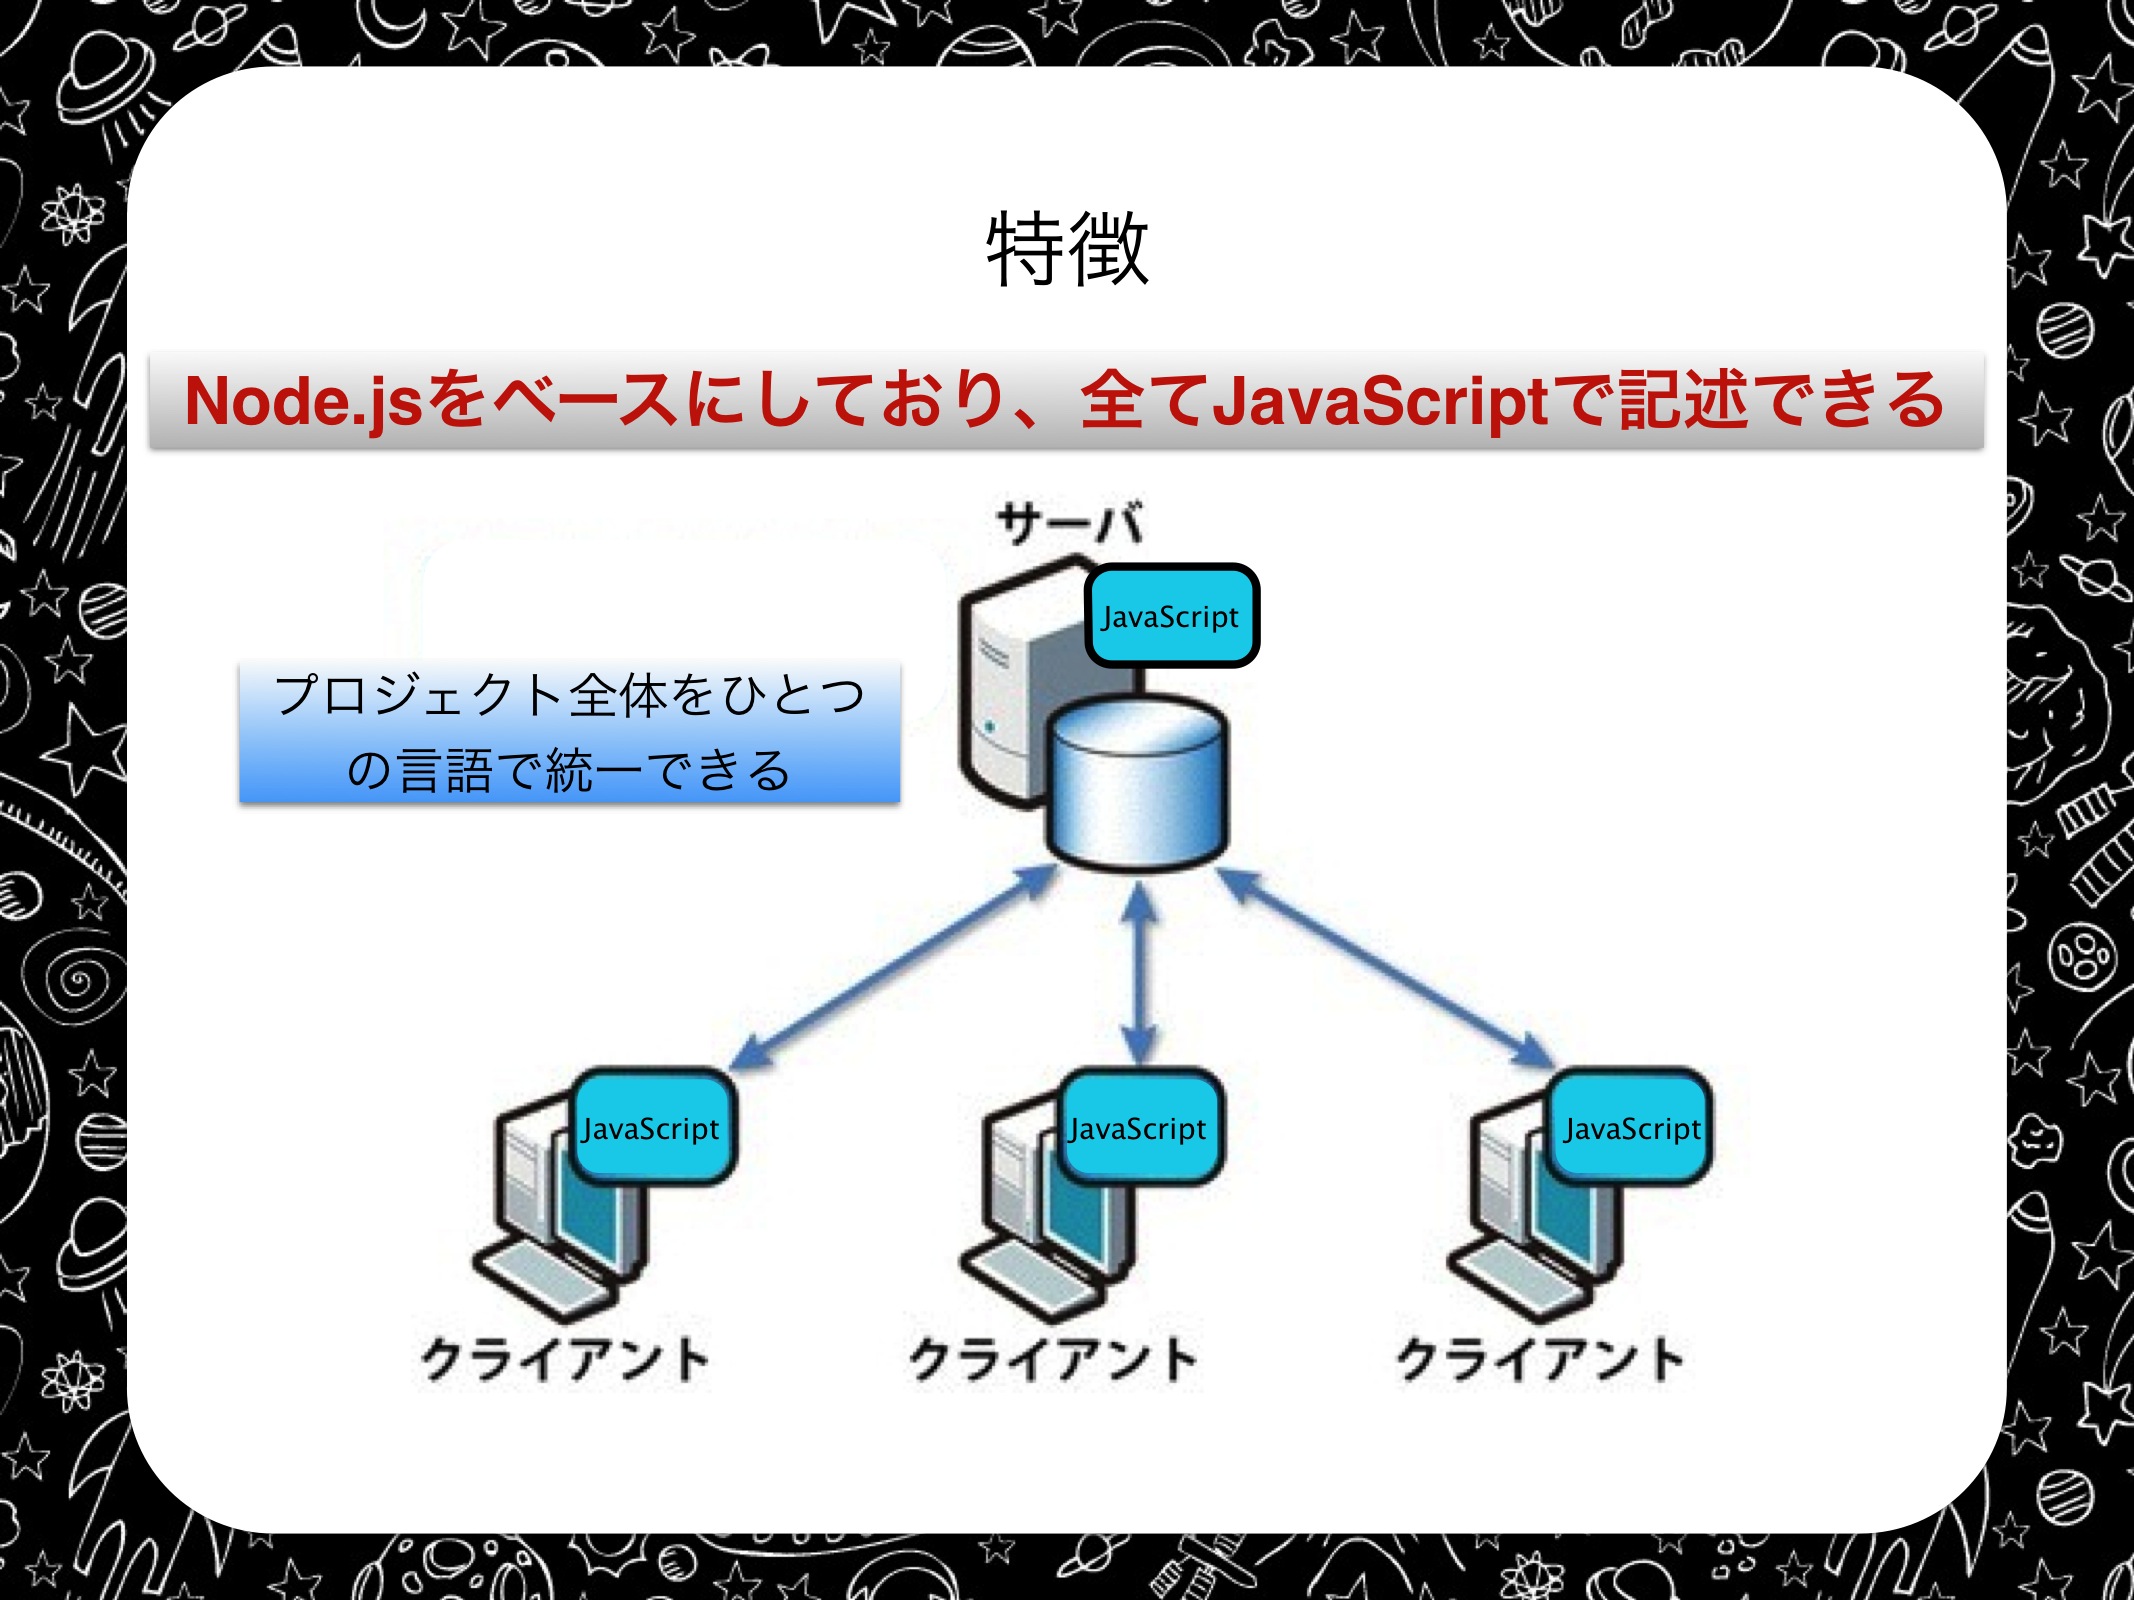 特徴
Node.jsをベースにしており、全てJavaScriptで記述できる
サーバ
JavaScript
プロジェクト全体をひとつ
の言語で統一できる
JavaScript
JavaScript
JavaScript
クライアント
クライアント
クライアント